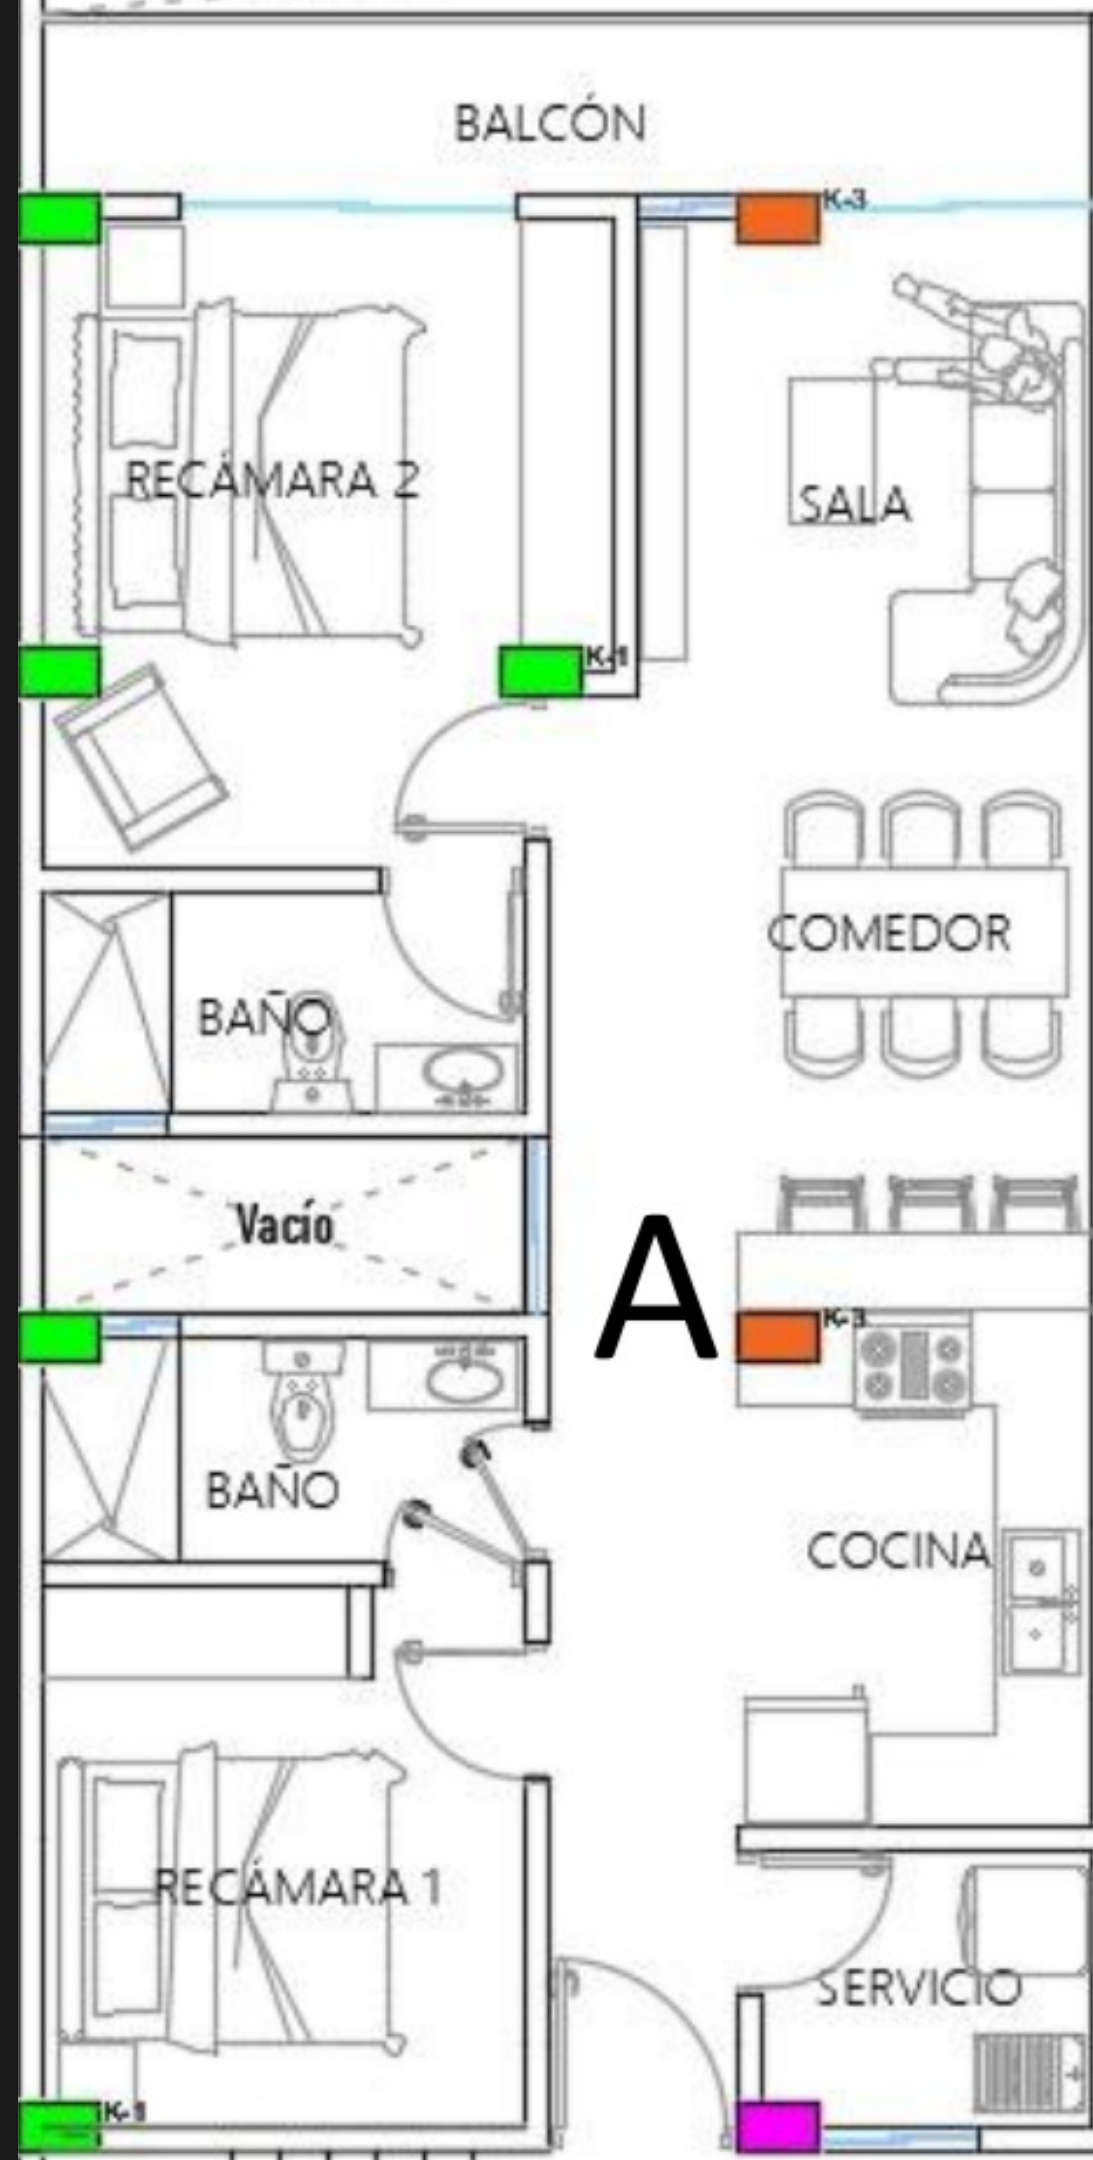 BALCÓN
K-3
RECÁMARA 2
SALA
K-1
COMEDOR
BAÑO
Vacío
A
K-3
BAÑO
COCINA
RECÁMARA 1
SERVICIO
K-1